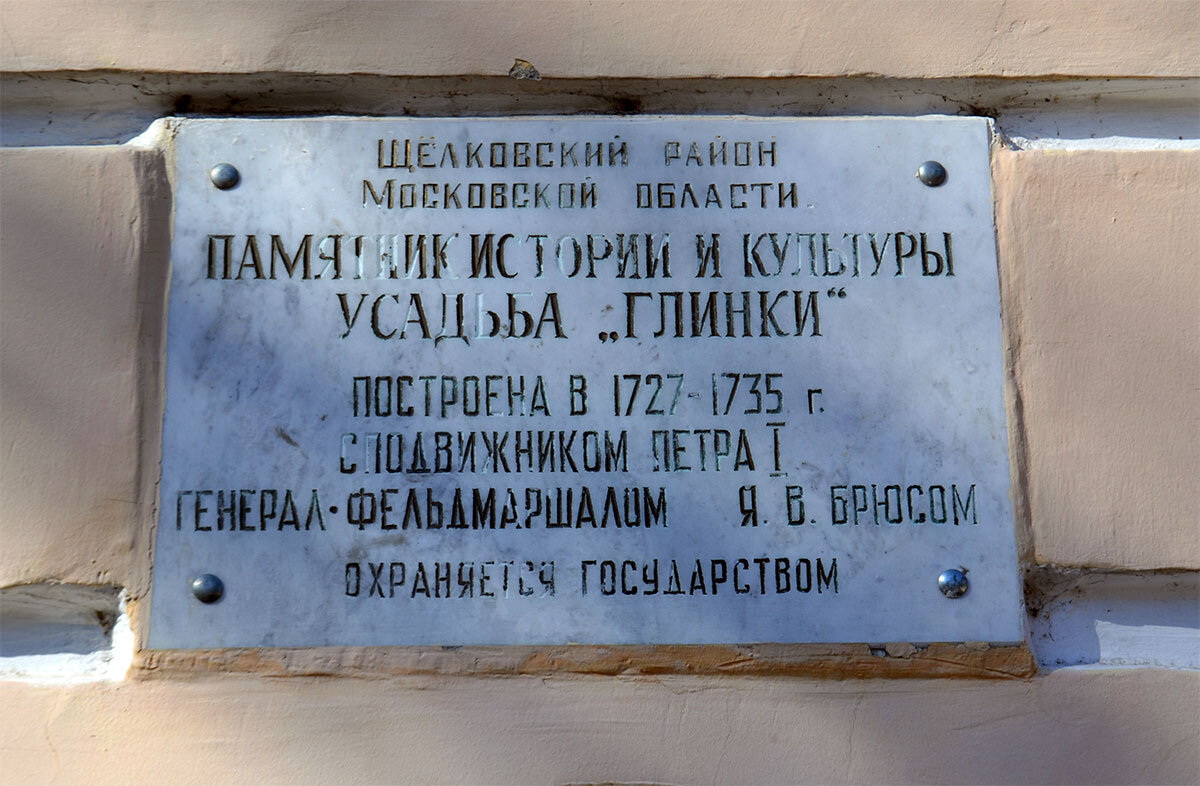 ЩЁЛКОВСКИЙ РАЙОН
МОСКОВСКОЙ ОБЛАСТИ
ПАМЯТНИК ИСТОРИИ И КУЛЬТУРЫ
УСАДЬБА „ГЛИНКИ“
ПОСТРОЕНА В 1727-1735 г.
СПОДВИЖНИКОМ ПЕТРА I
ГЕНЕРАЛ-ФЕЛЬДМАРШАЛОМ Я. В. БРЮСОМ
ОХРАНЯЕТСЯ ГОСУДАРСТВОМ